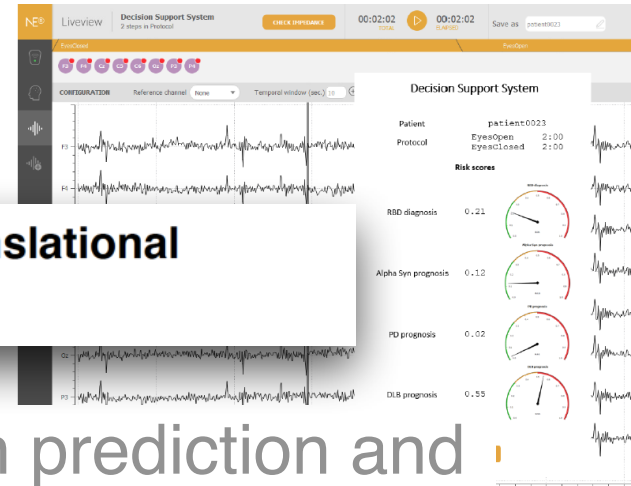 NE®
Liveview
Decision Support System
2 steps in Protocol
CHECK IMPEDANCE
00:02:02
TOTAL
00:02:02
ELAPSED
Save as patient0023
EyesClosed
EyesOpen
CONFIGURATION Reference channel None Temporal window (sec.)
F3
F4
P3
Decision Support System
Patient patient0023
Protocol EyesOpen 2:00
EyesClosed 2:00
Risk scores
RBD diagnosis 0.21
Alpha Syn prognosis 0.12
PD prognosis 0.02
DLB prognosis 0.55
slational
prediction and